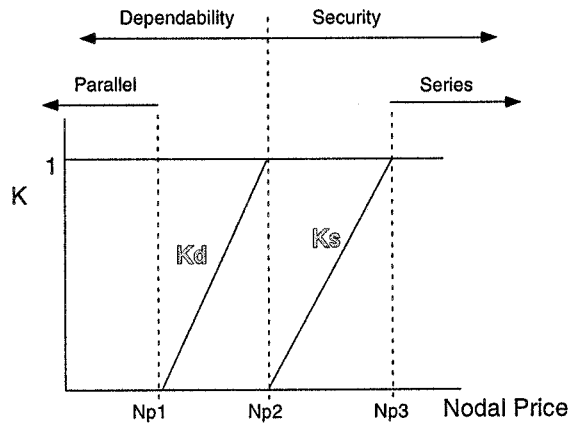 Dependability Security
Parallel Series
1
K
Kd Ks
Np1 Np2 Np3 Nodal Price